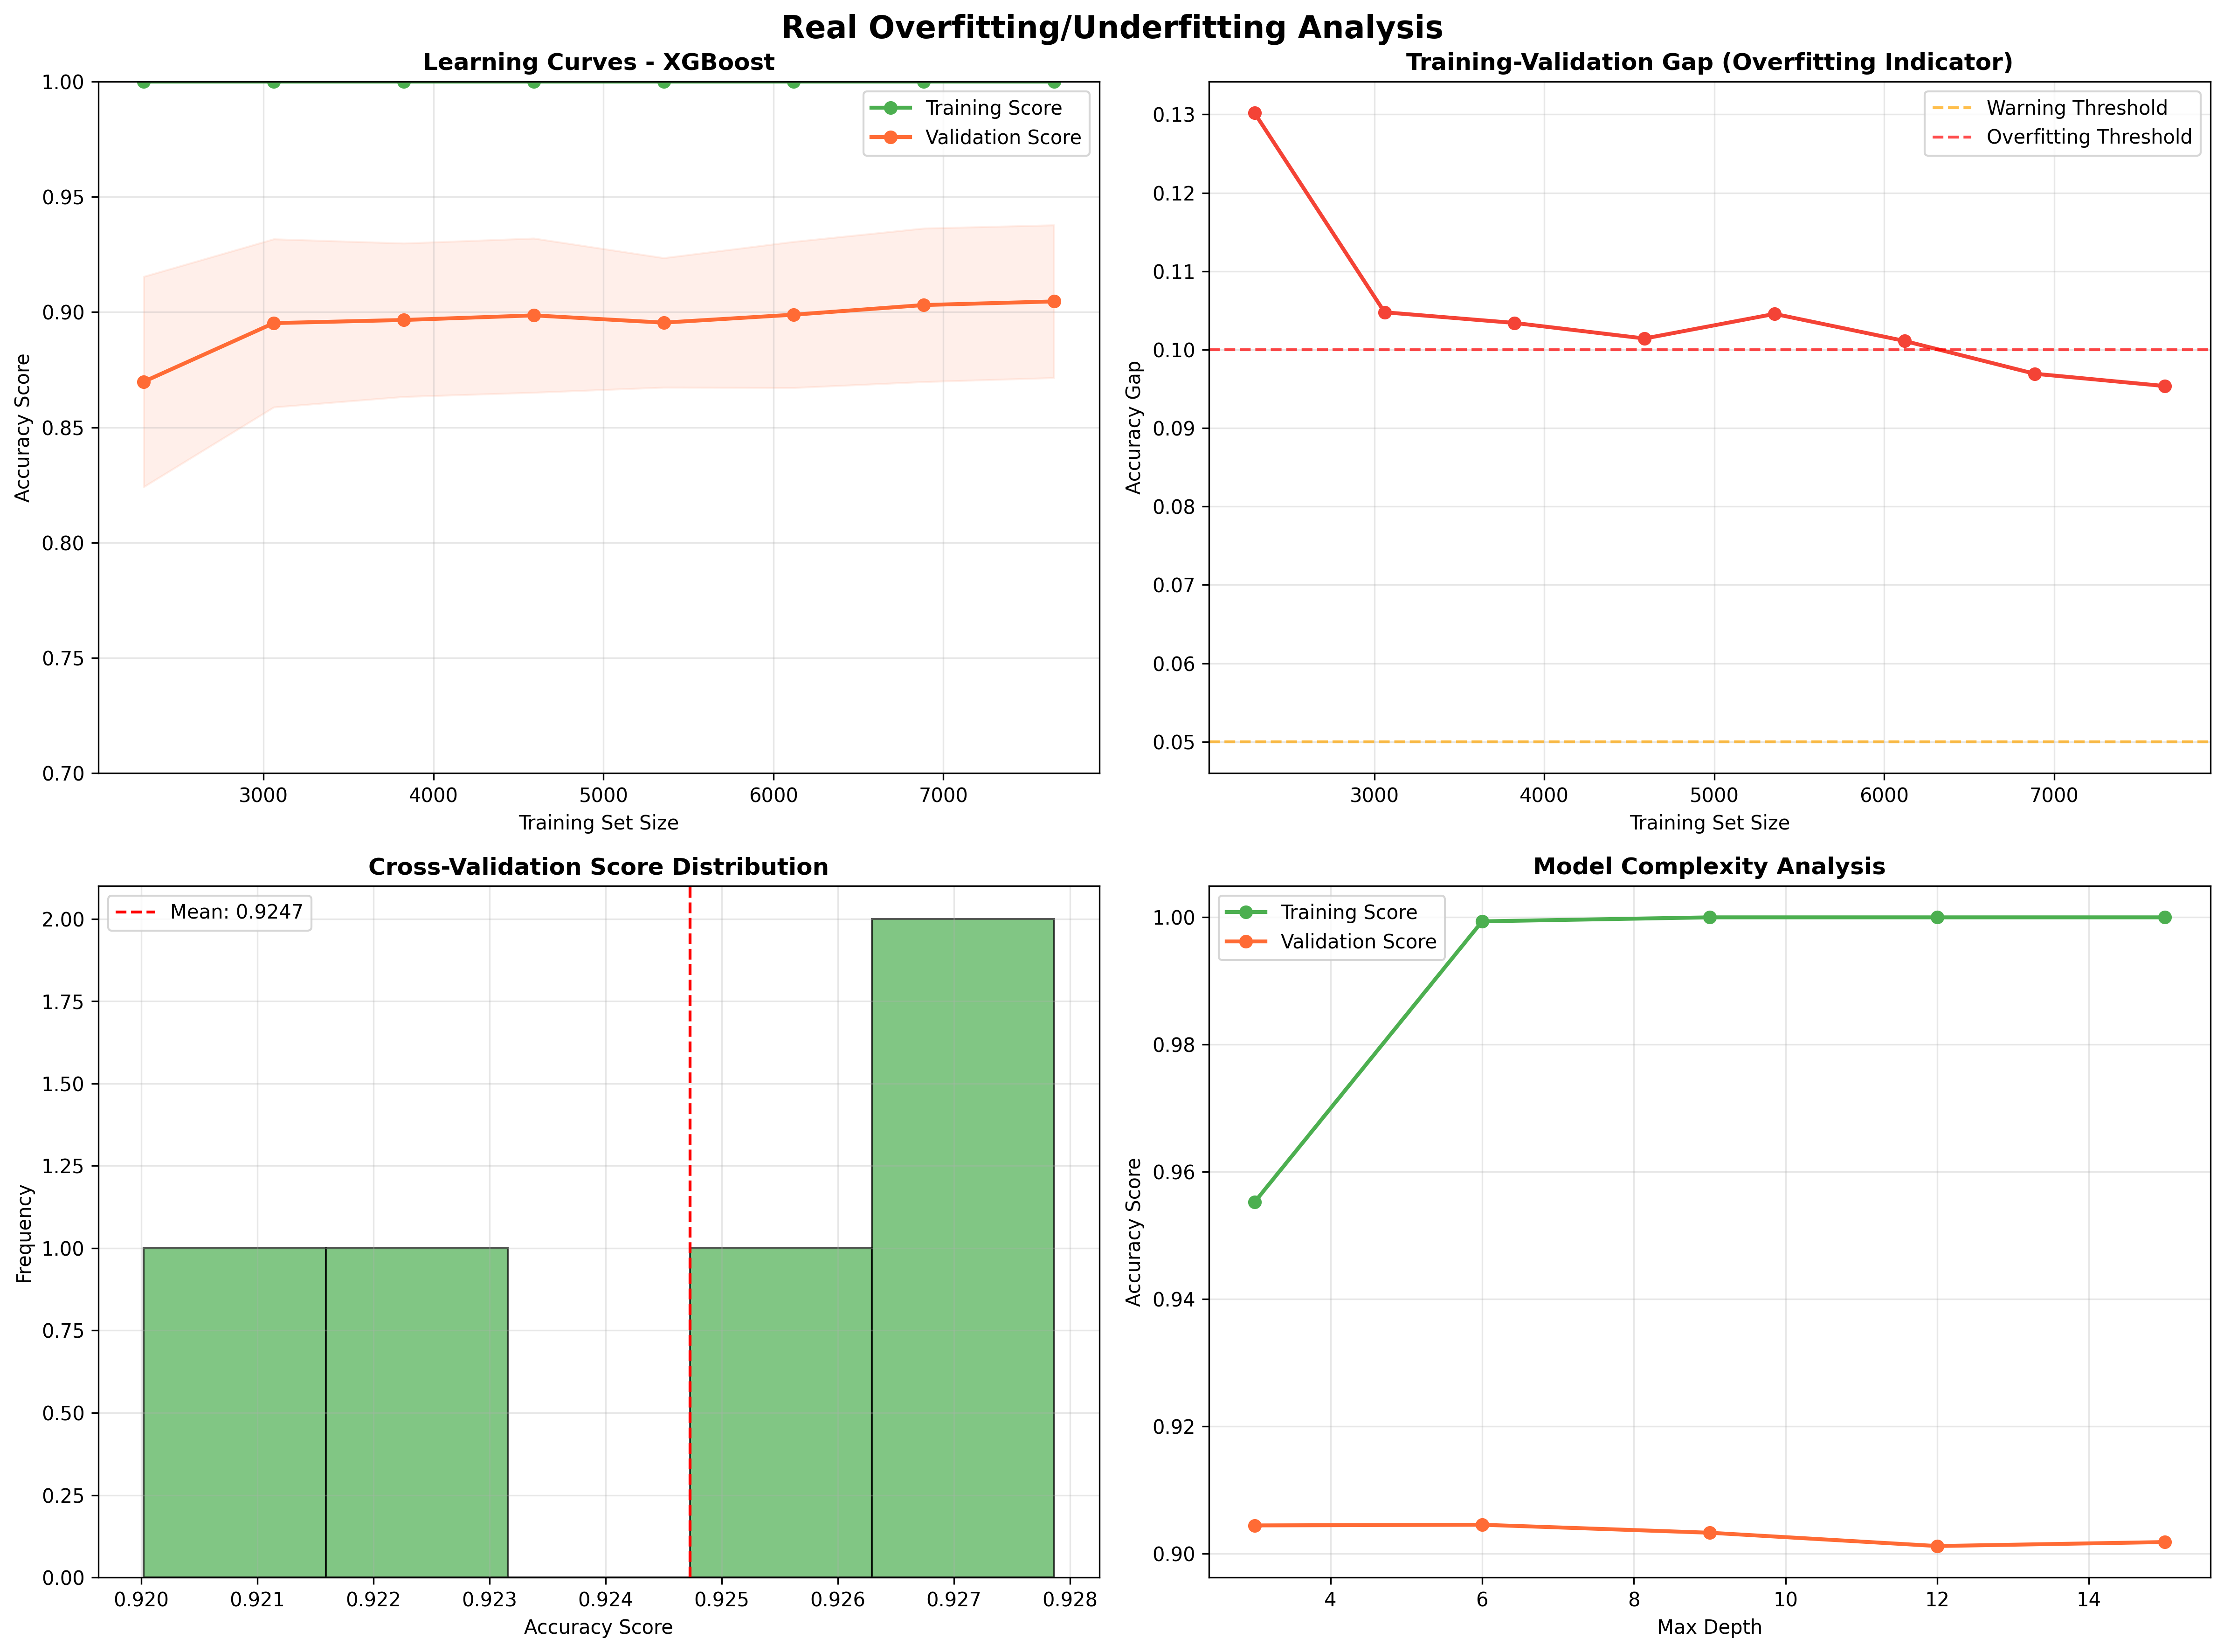 Real Overfitting/Underfitting Analysis
Learning Curves - XGBoost
1.00
0.95
0.90
0.85
0.80
0.75
0.70
Accuracy Score
Training Score
Validation Score
3000 4000 5000 6000 7000
Training Set Size
Training-Validation Gap (Overfitting Indicator)
0.13
0.12
0.11
0.10
0.09
0.08
0.07
0.06
0.05
Accuracy Gap
Warning Threshold
Overfitting Threshold
3000 4000 5000 6000 7000
Training Set Size
Cross-Validation Score Distribution
2.00
1.75
1.50
1.25
1.00
0.75
0.50
0.25
0.00
Frequency
Mean: 0.9247
0.920 0.921 0.922 0.923 0.924 0.925 0.926 0.927 0.928
Accuracy Score
Model Complexity Analysis
1.00
0.98
0.96
0.94
0.92
0.90
Accuracy Score
Training Score
Validation Score
4 6 8 10 12 14
Max Depth